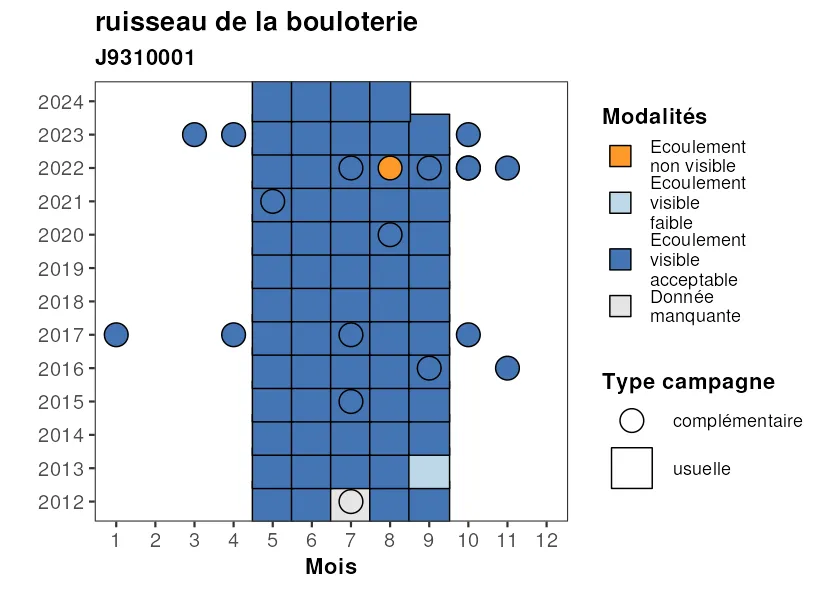 ruisseau de la bouloterie
J9310001
2024
2023
2022
2021
2020
2019
2018
2017
2016
2015
2014
2013
2012
1 2 3 4 5 6 7 8 9 10 11 12
Mois
Modalités
Ecoulement
non visible
Ecoulement
visible
faible
Ecoulement
visible
acceptable
Donnée
manquante
Type campagne
complémentaire
usuelle